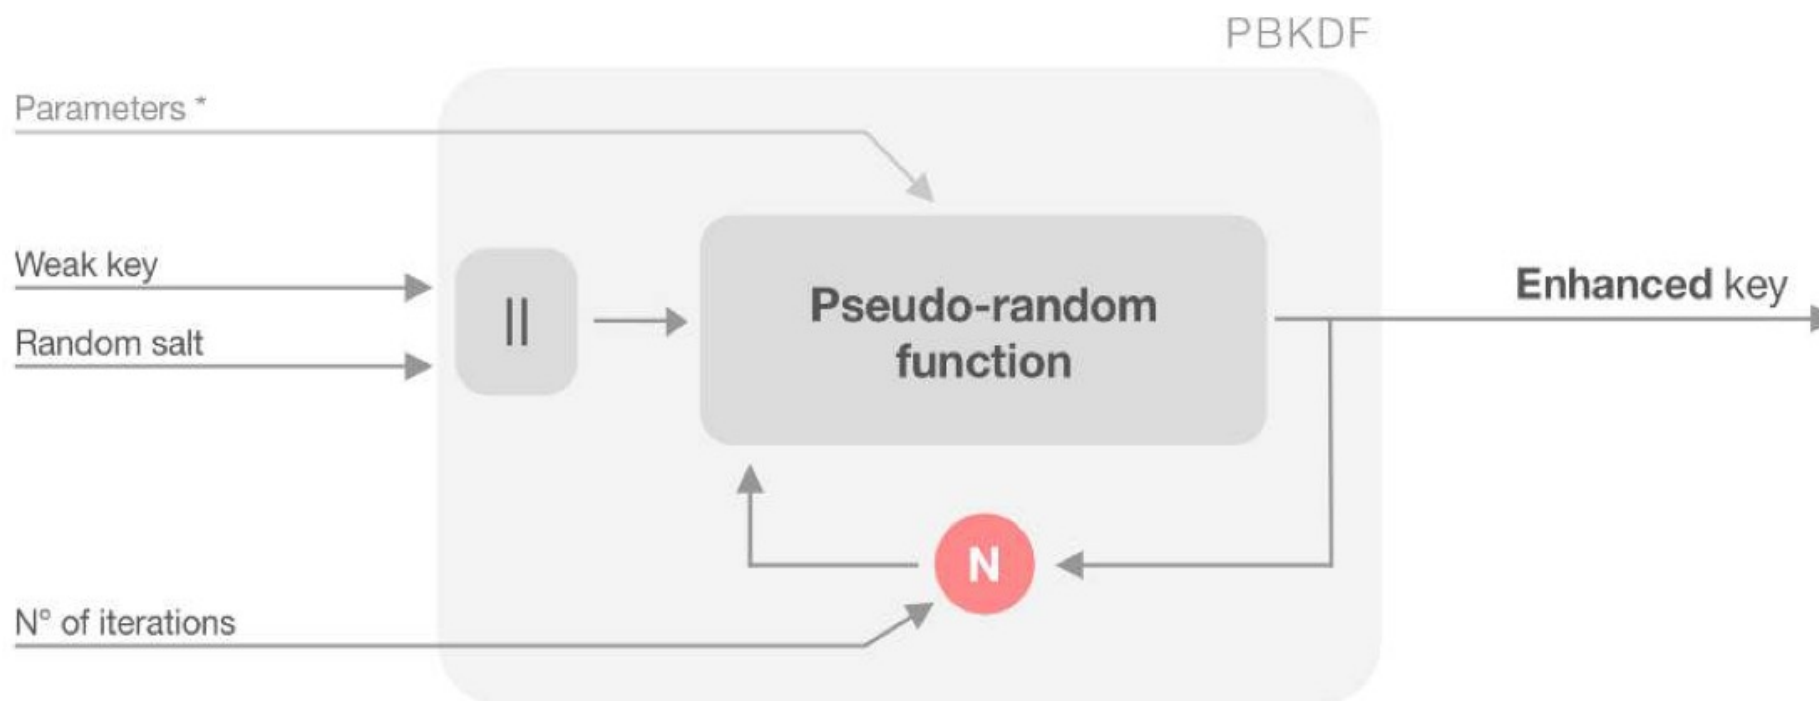 PBKDF
Parameters *
Weak key
Random salt
||
Pseudo-random
function
Enhanced key
N
N° of iterations